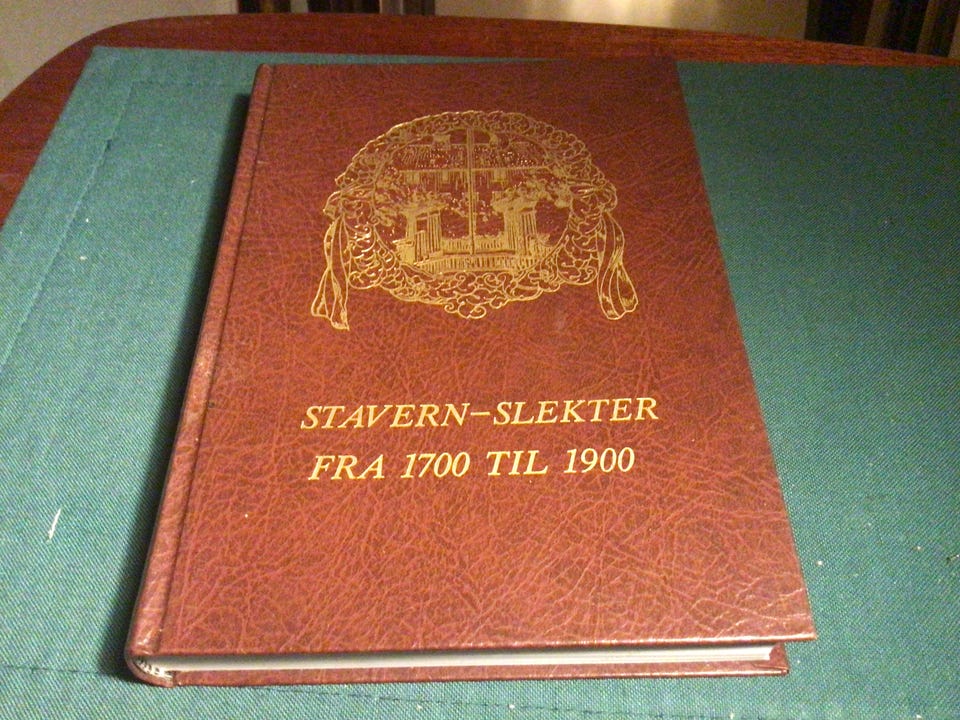 STAVERN-SLEKTER
FRA 1700 TIL 1900